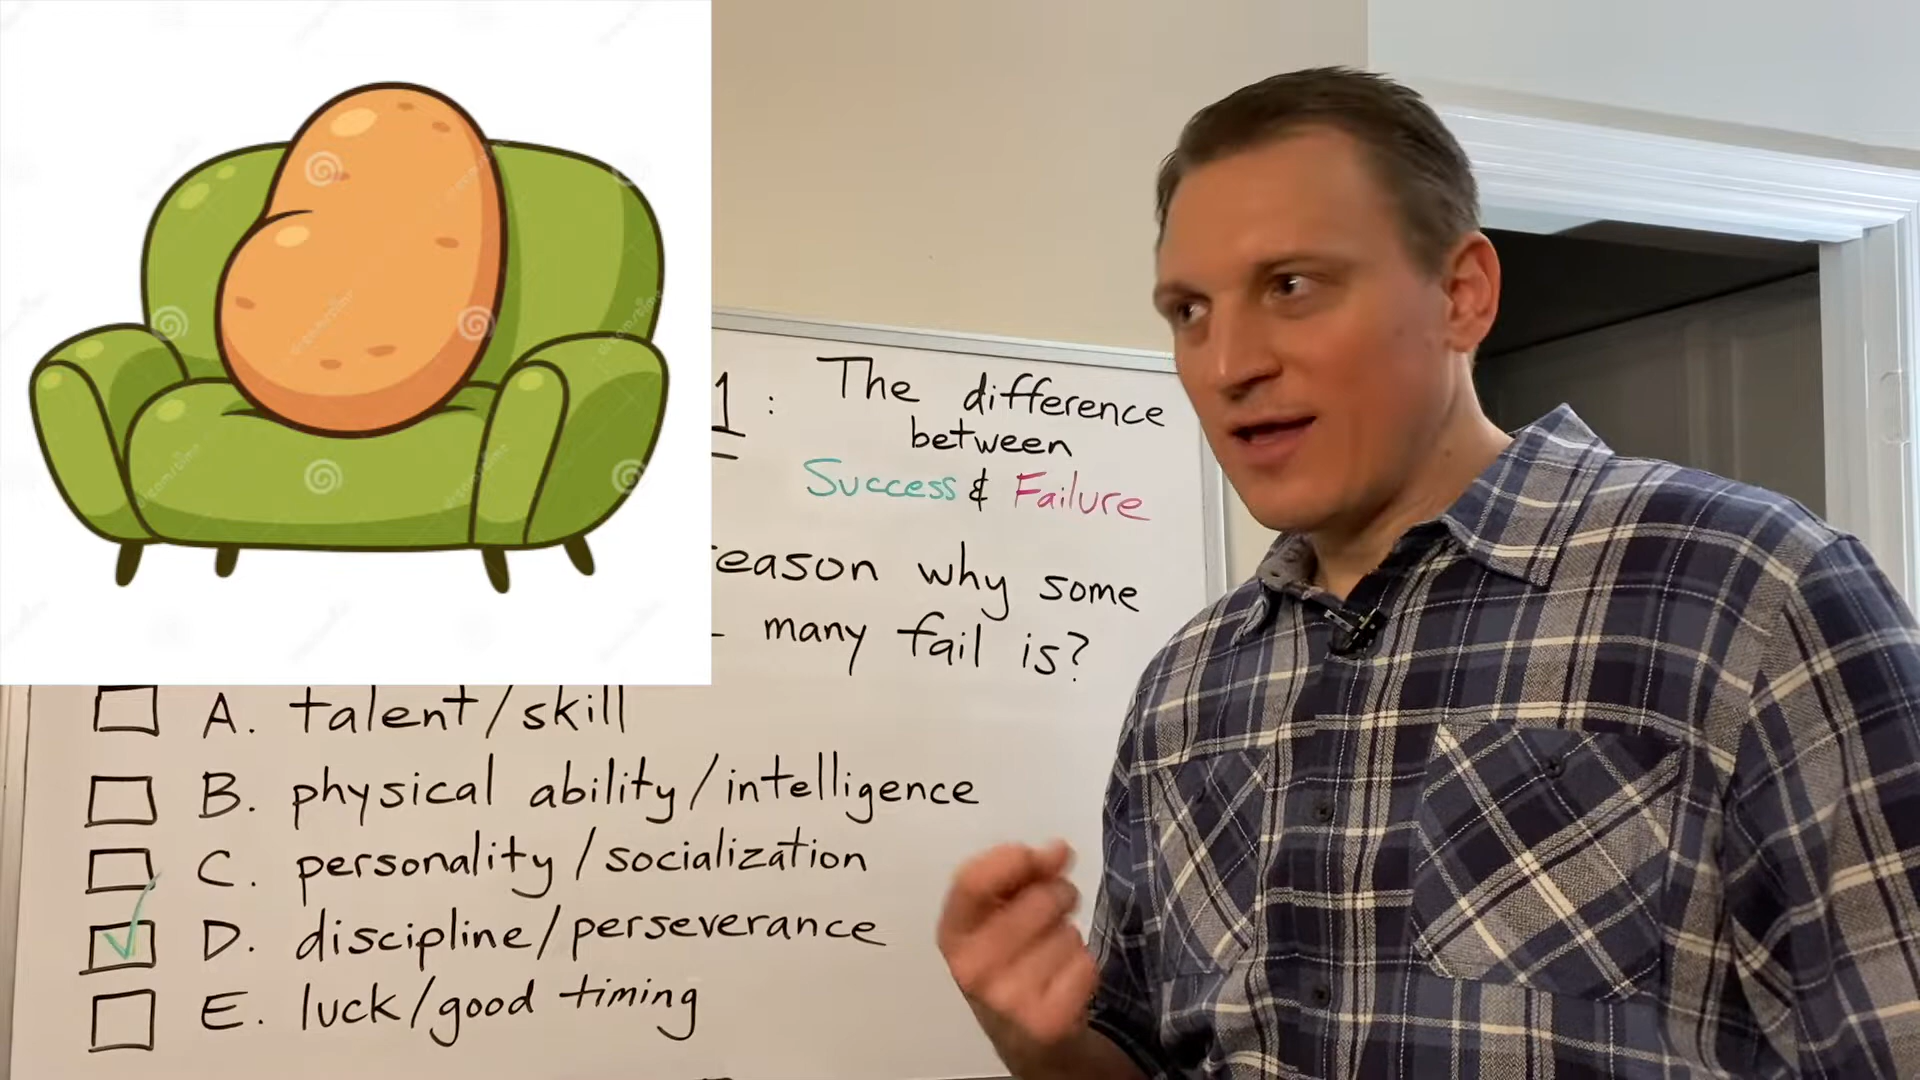 1: The difference
between
Success & Failure
eason why some
many fail is?
A. talent/skill
B. physical ability/intelligence
C. personality/socialization
D. discipline/perseverance
E. luck/good timing